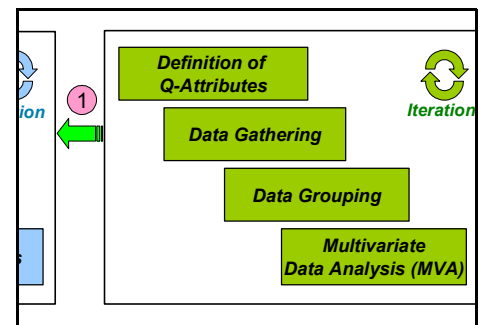 Definition of
Q-Attributes
1
ion
Iteration
Data Gathering
Data Grouping
s
Multivariate
Data Analysis (MVA)